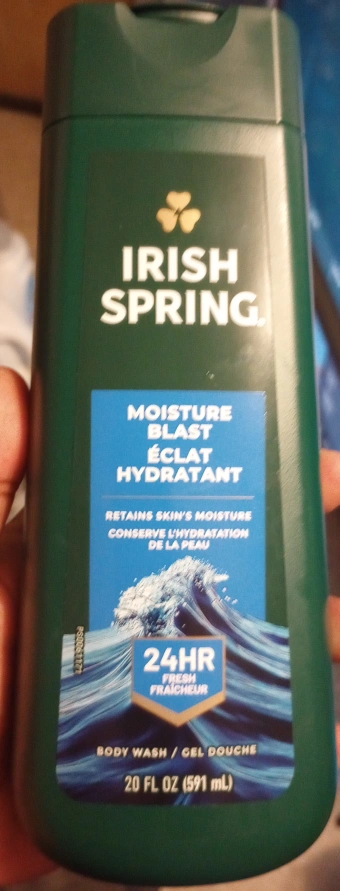 IRISH
SPRING.
MOISTURE
BLAST
ÉCLAT
HYDRATANT
RETAINS SKIN'S MOISTURE
CONSERVE L'HYDRATATION
DE LA PEAU
24HR
FRESH
FRAÎCHEUR
BODY WASH / GEL DOUCHE
20 FL OZ (591 mL)